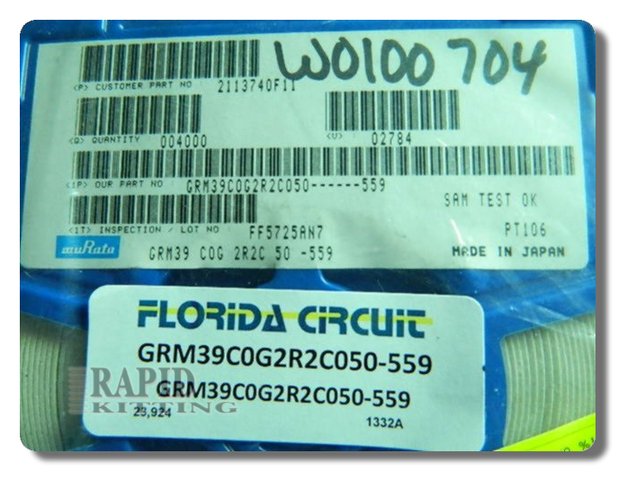 W0100704
(P) CUSTOMER PART NO 2113740F11
(Q) QUANTITY 004000 (V) 02784
(1P) OUR PART NO GRM39C0G2R2C050------559
SAM TEST OK
(1T) INSPECTION / LOT NO FF5725AN7 PT106
muRata GRM39 COG 2R2C 50 -559 MADE IN JAPAN
FLORIDA CIRCUIT
GRM39C0G2R2C050-559
GRM39C0G2R2C050-559
RAPID
KITTING
23,924 1332A